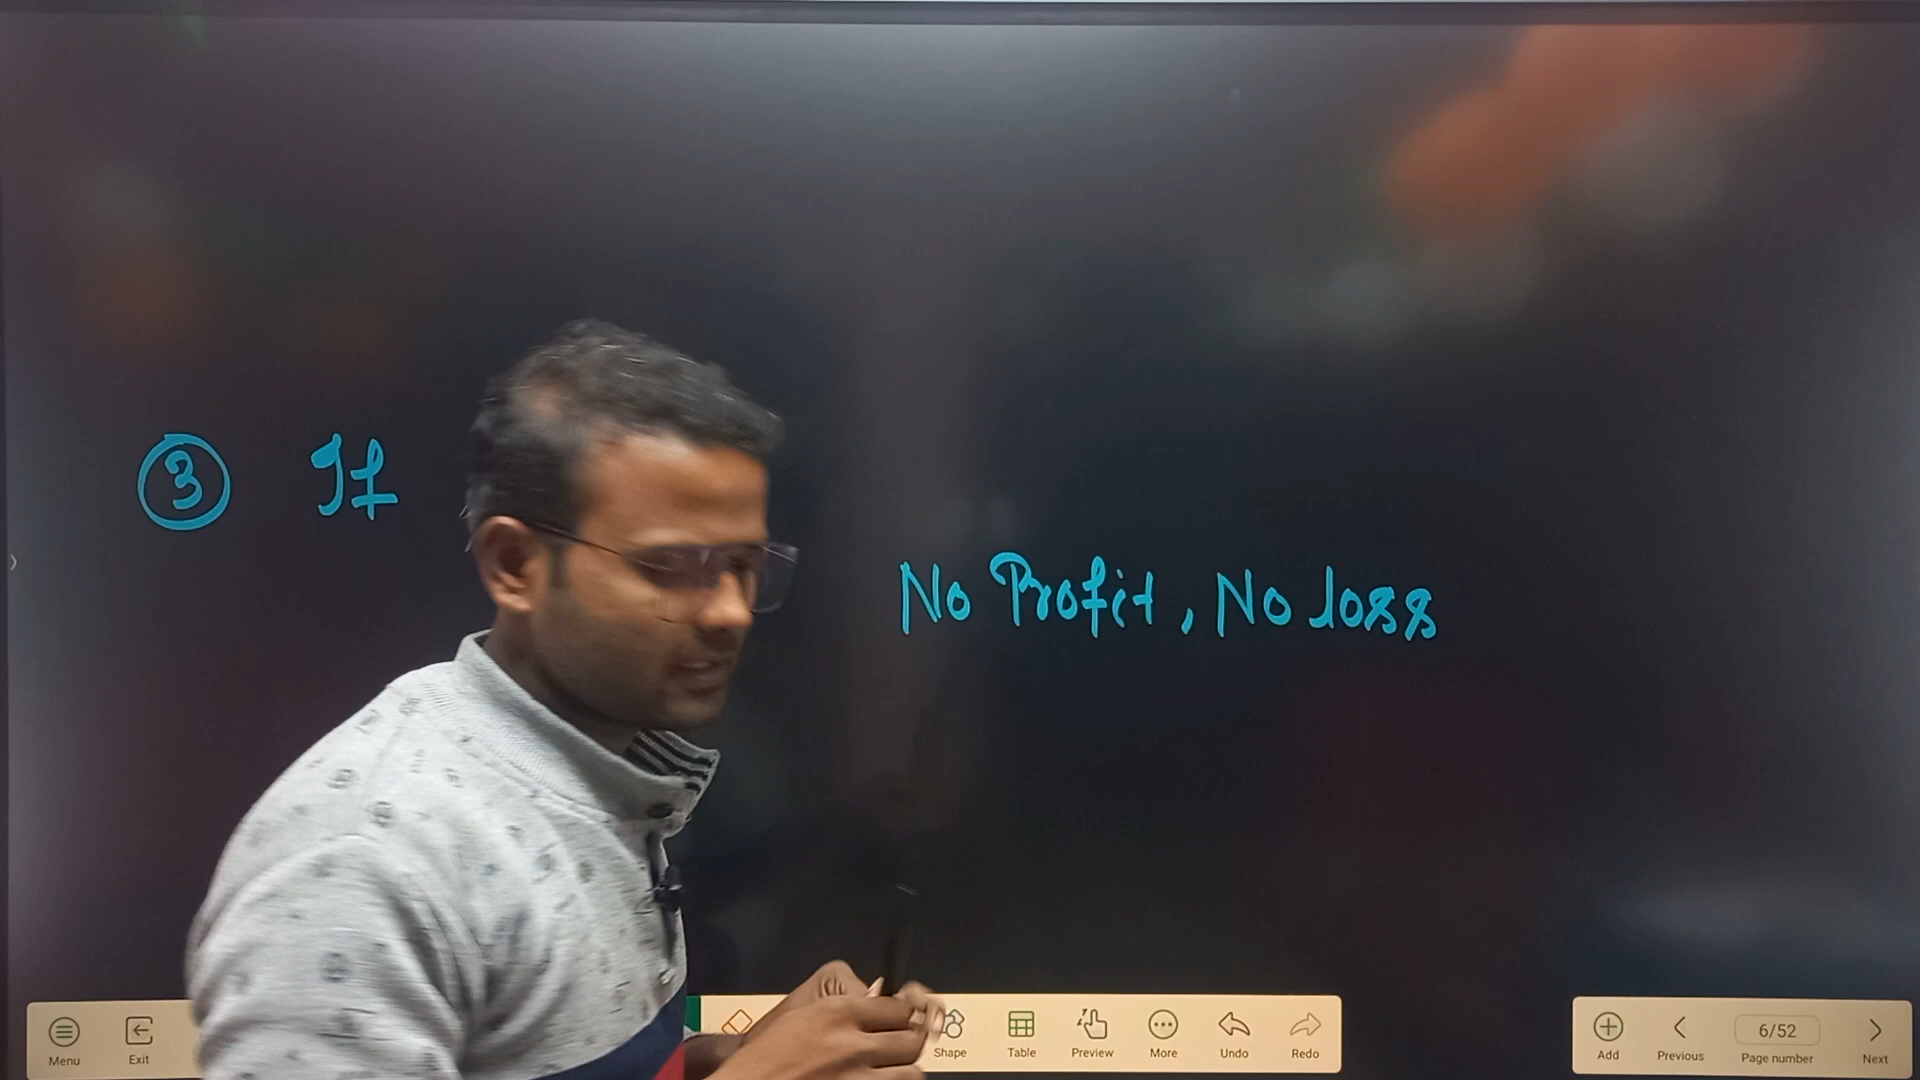 ③ If
No Profit, No loss
Menu Exit Shape Table Preview More Undo Redo Add Previous 6/52 Page number Next